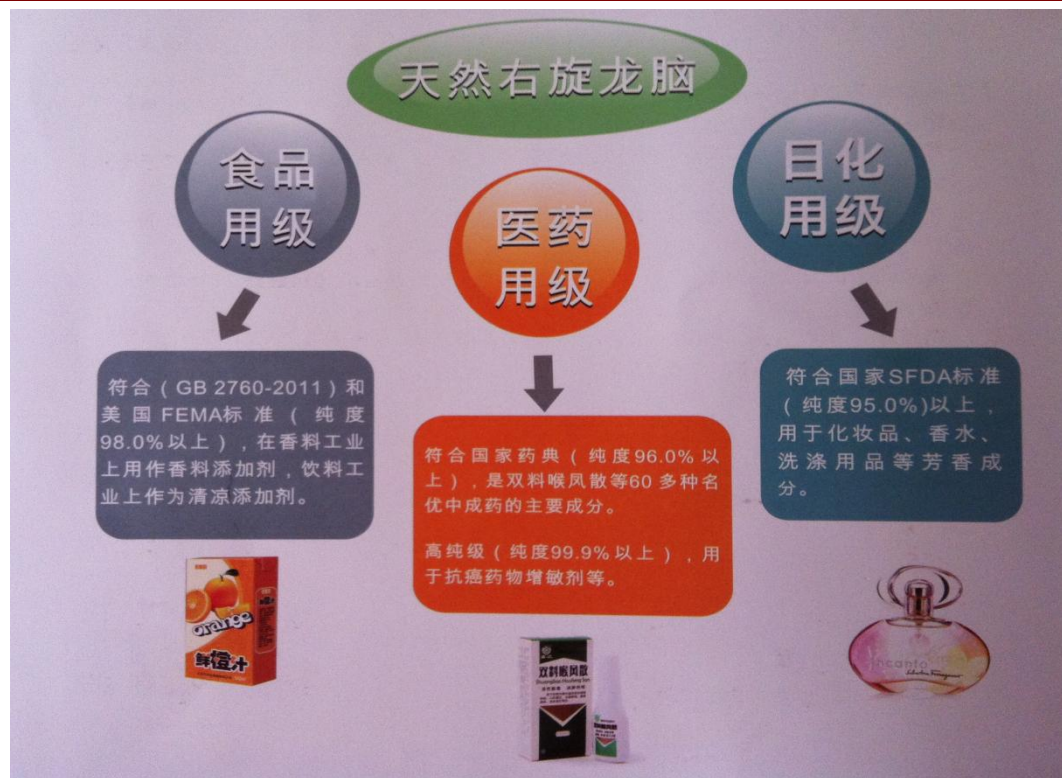 天然右旋龙脑
食品
用级
医药
用级
日化
用级
符合（GB 2760-2011）和
美国FEMA标准（纯度
98.0%以上），在香料工业
上用作香料添加剂，饮料工
业上作为清凉添加剂。
符合国家药典（纯度96.0%以
上），是双料喉风散等60多种名
优中成药的主要成分。
高纯级（纯度99.9%以上），用
于抗癌药物增敏剂等。
符合国家SFDA标准
（纯度95.0%)以上，
用于化妆品、香水、
洗涤用品等芳香成
分。
orange
鲜橙汁
双料喉风散
Shuangliao Houfeng San
incanto